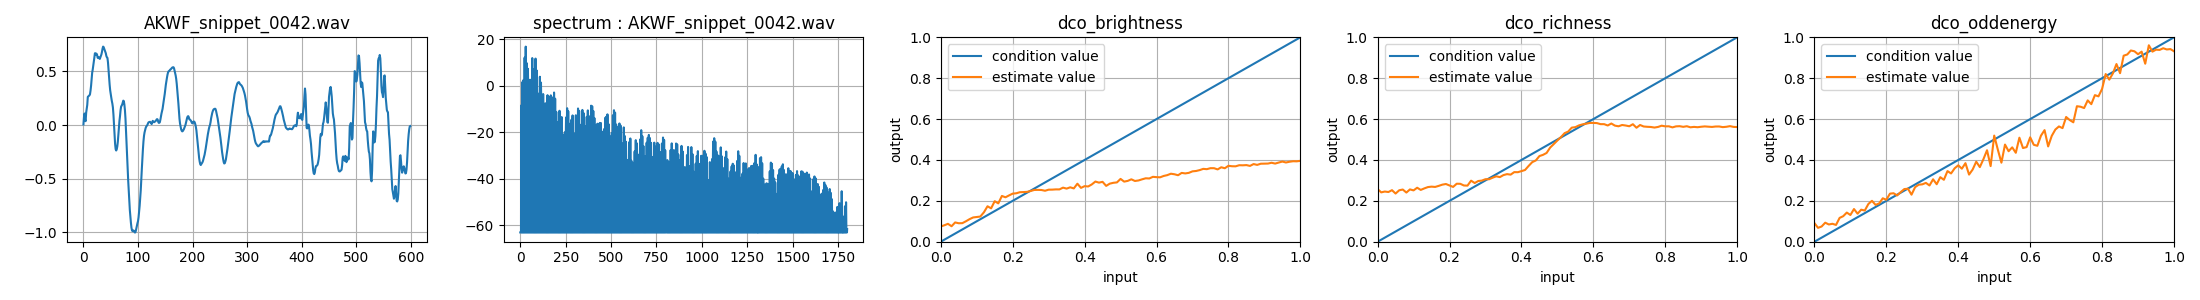 AKWF_snippet_0042.wav
0.5
0.0
−0.5
−1.0
0 100 200 300 400 500 600
spectrum : AKWF_snippet_0042.wav
20
0
−20
−40
−60
0 250 500 750 1000 1250 1500 1750
dco_brightness
condition value
estimate value
output
1.0
0.8
0.6
0.4
0.2
0.0
0.0 0.2 0.4 0.6 0.8 1.0
input
dco_richness
condition value
estimate value
output
1.0
0.8
0.6
0.4
0.2
0.0
0.0 0.2 0.4 0.6 0.8 1.0
input
dco_oddenergy
condition value
estimate value
output
1.0
0.8
0.6
0.4
0.2
0.0
0.0 0.2 0.4 0.6 0.8 1.0
input